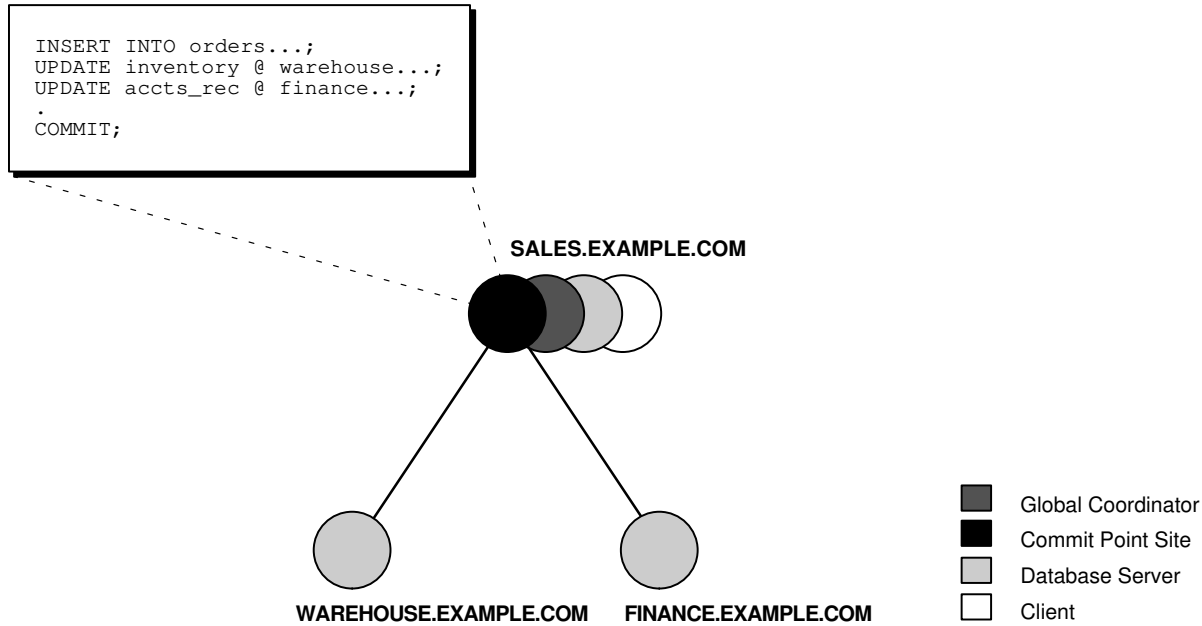 INSERT INTO orders...;
UPDATE inventory @ warehouse...;
UPDATE accts_rec @ finance...;
.
COMMIT;
SALES.EXAMPLE.COM
WAREHOUSE.EXAMPLE.COM
FINANCE.EXAMPLE.COM
Global Coordinator
Commit Point Site
Database Server
Client